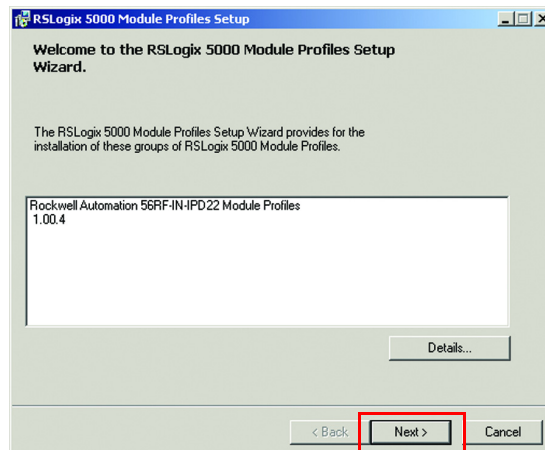 RSLogix 5000 Module Profiles Setup
Welcome to the RSLogix 5000 Module Profiles Setup
Wizard.
The RSLogix 5000 Module Profiles Setup Wizard provides for the
installation of these groups of RSLogix 5000 Module Profiles.
Rockwell Automation 56RF-IN-IPD22 Module Profiles
1.00.4
Details...
< Back
Next >
Cancel